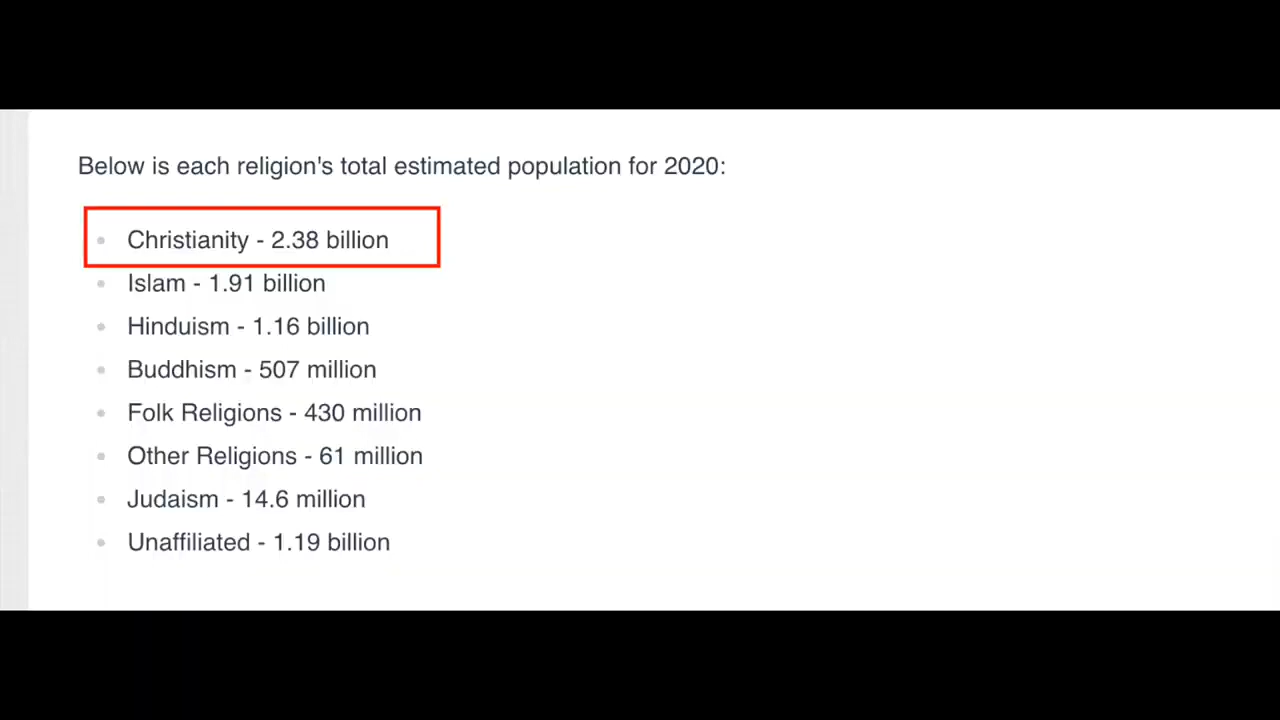 Below is each religion's total estimated population for 2020:
Christianity - 2.38 billion
Islam - 1.91 billion
Hinduism - 1.16 billion
Buddhism - 507 million
Folk Religions - 430 million
Other Religions - 61 million
Judaism - 14.6 million
Unaffiliated - 1.19 billion